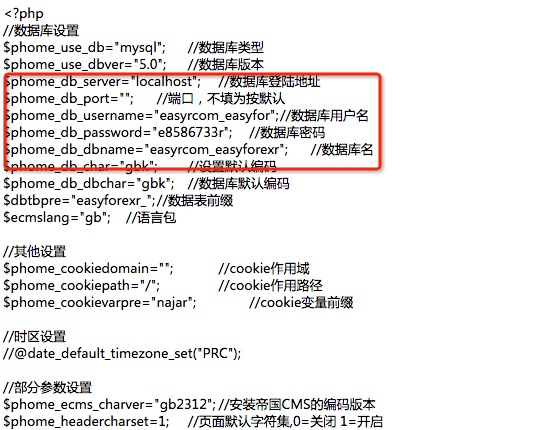 <?php
//数据库设置
$phome_use_db="mysql"; //数据库类型
$phome_use_dbver="5.0"; //数据库版本
$phome_db_server="localhost"; //数据库登陆地址
$phome_db_port=""; //端口，不填为按默认
$phome_db_username="easyrcom_easyfor";//数据库用户名
$phome_db_password="e8586733r"; //数据库密码
$phome_db_dbname="easyrcom_easyforexr"; //数据库名
$phome_db_char="gbk"; //设置默认编码
$phome_db_dbchar="gbk"; //数据库默认编码
$dbtbpre="easyforexr_";//数据表前缀
$ecmslang="gb"; //语言包
//其他设置
$phome_cookiedomain=""; //cookie作用域
$phome_cookiepath="/"; //cookie作用路径
$phome_cookievarpre="najar"; //cookie变量前缀
//时区设置
//@date_default_timezone_set("PRC");
//部分参数设置
$phome_ecms_charver="gb2312"; //安装帝国CMS的编码版本
$phome_headercharset=1; //页面默认字符集,0=关闭 1=开启